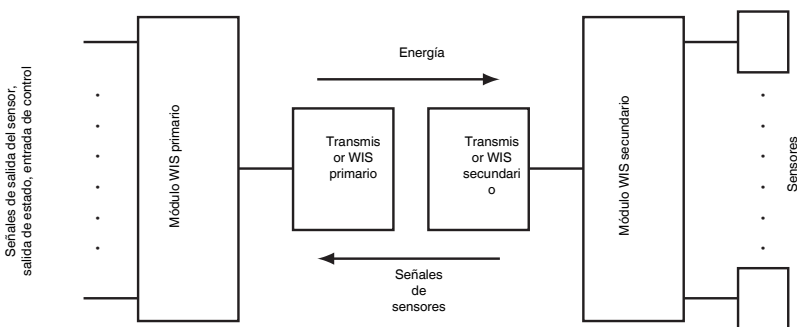 Señales de salida del sensor,
salida de estado, entrada de control
Módulo WIS primario
Energía
Transmis
or WIS
primario
Transmis
or WIS
secundari
o
Señales
de
sensores
Módulo WIS secundario
Sensores